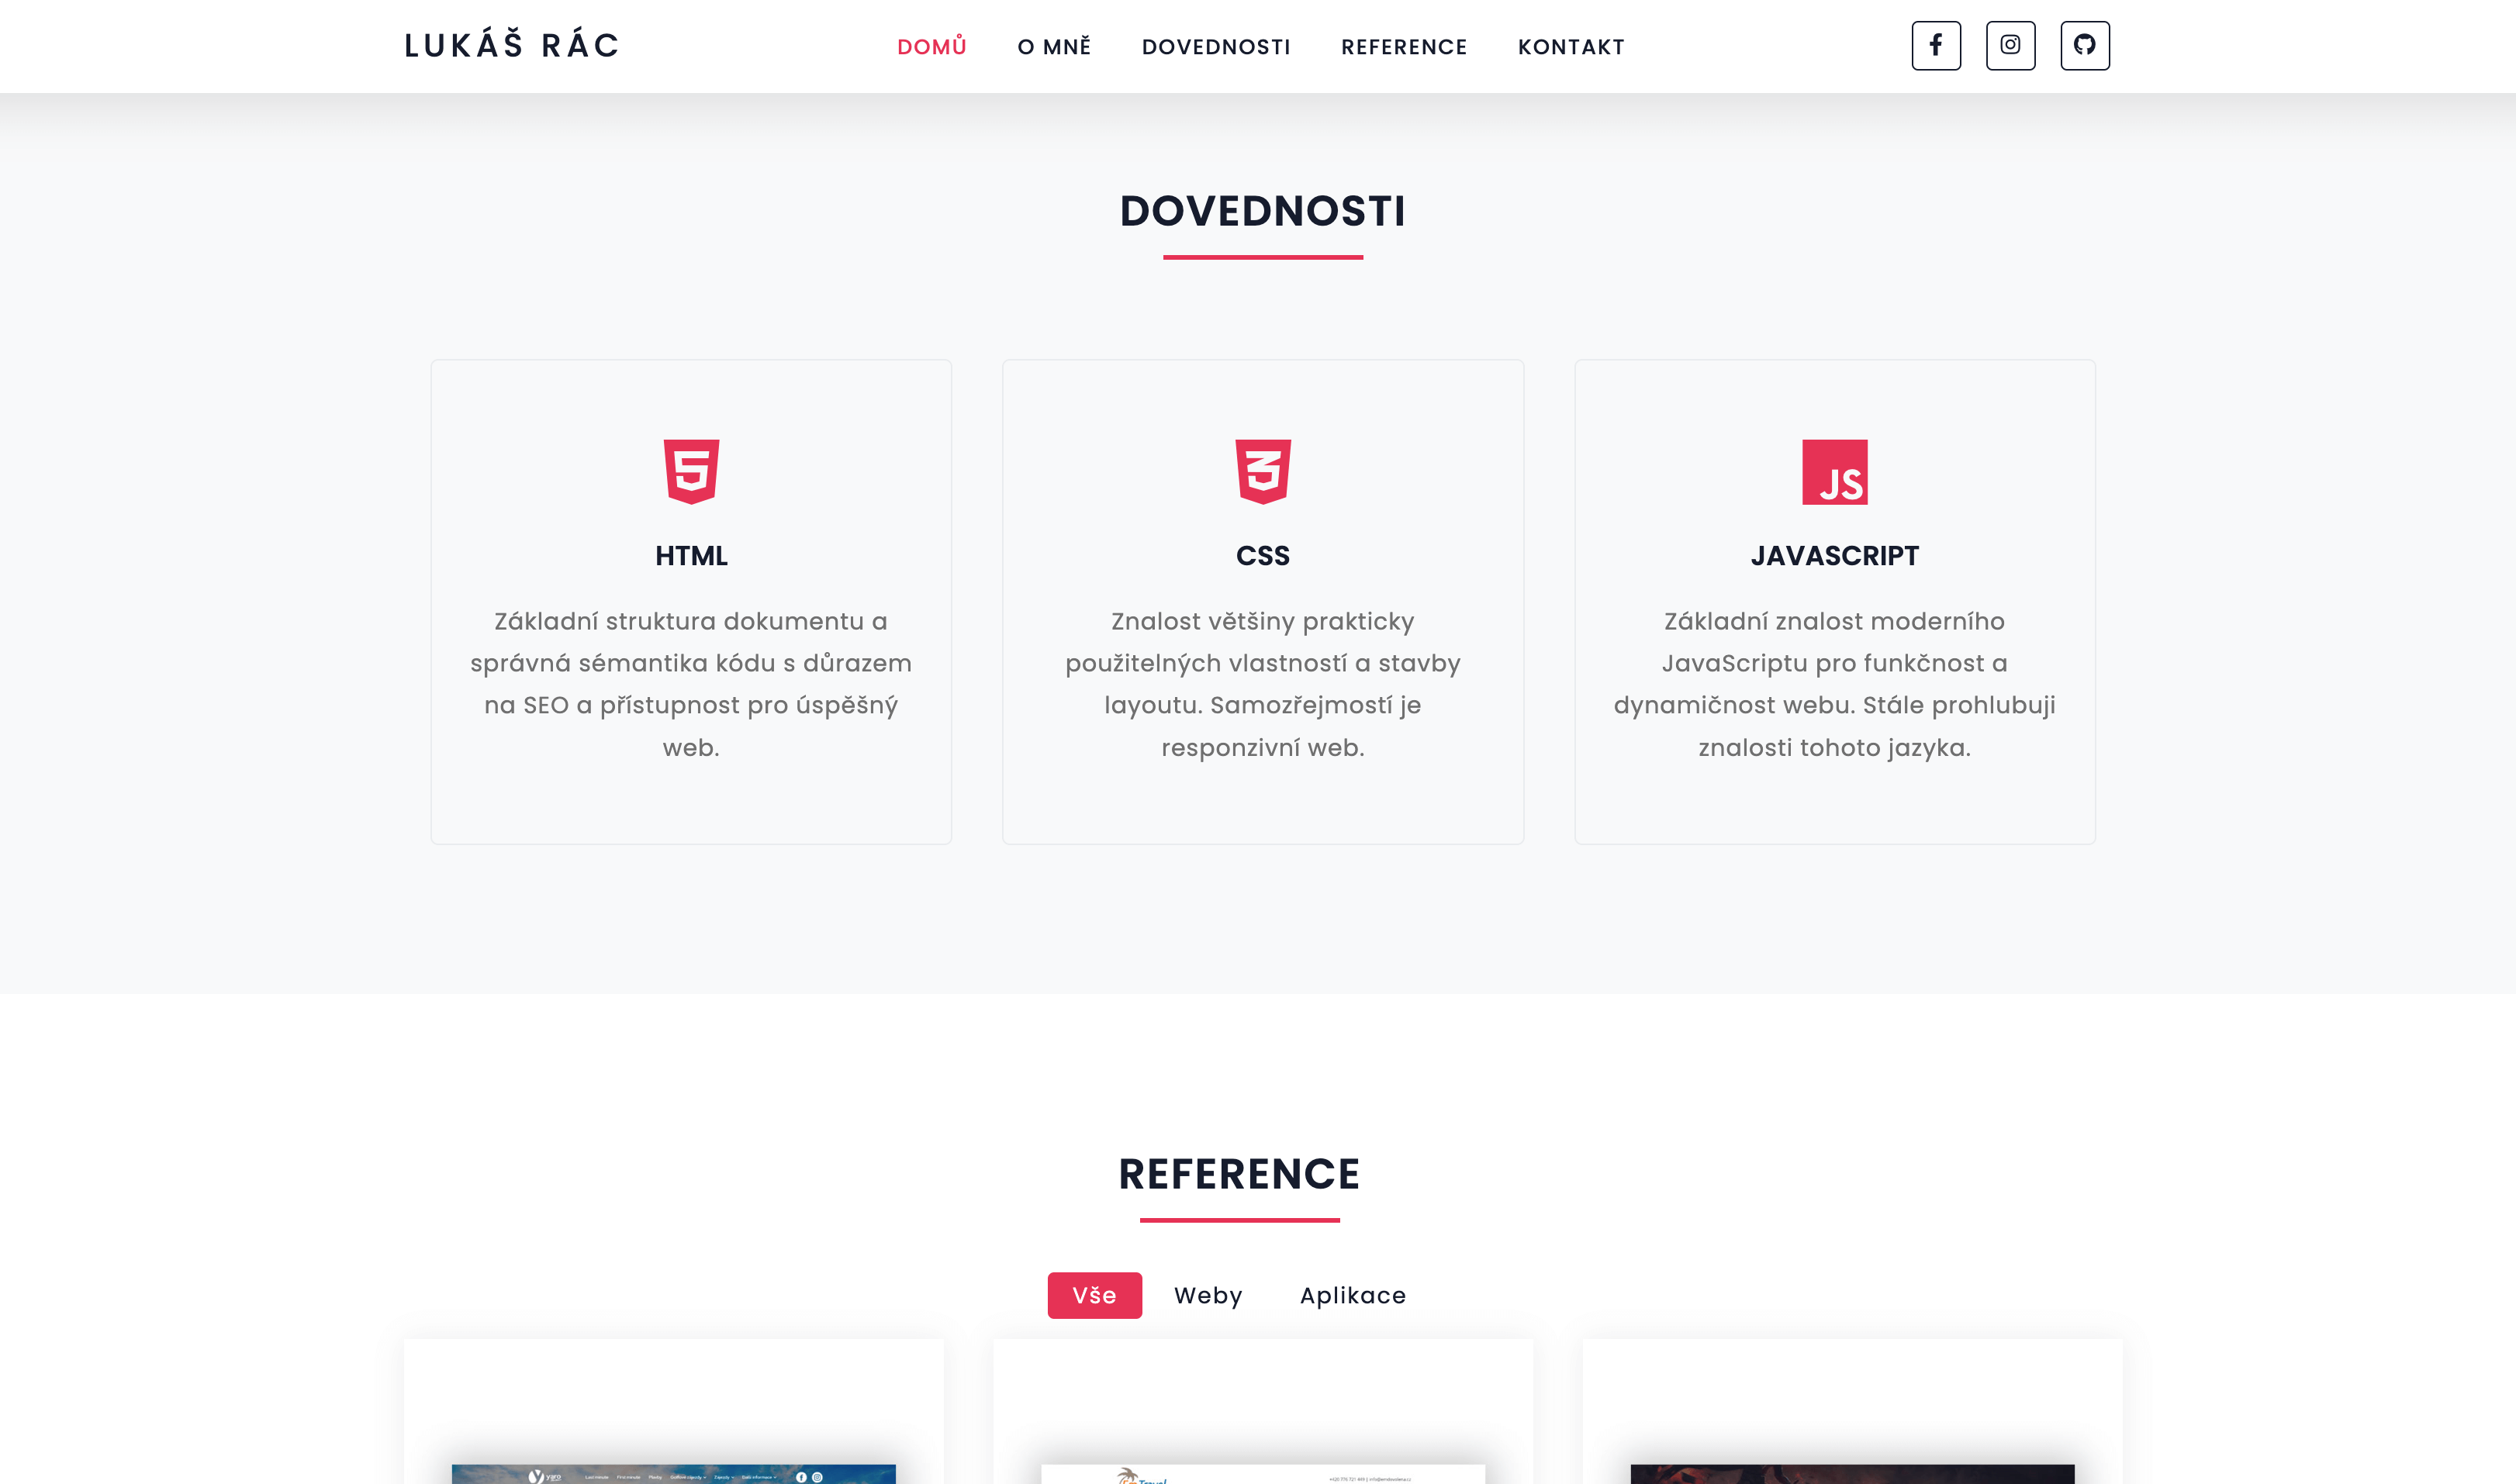 LUKÁŠ RÁC
DOMŮ O MNĚ DOVEDNOSTI REFERENCE KONTAKT
DOVEDNOSTI
HTML
Základní struktura dokumentu a
správná sémantika kódu s důrazem
na SEO a přístupnost pro úspěšný
web.
CSS
Znalost většiny prakticky
použitelných vlastností a stavby
layoutu. Samozřejmostí je
responzivní web.
JS
JAVASCRIPT
Základní znalost moderního
JavaScriptu pro funkčnost a
dynamičnost webu. Stále prohlubuji
znalosti tohoto jazyka.
REFERENCE
Vše Weby Aplikace